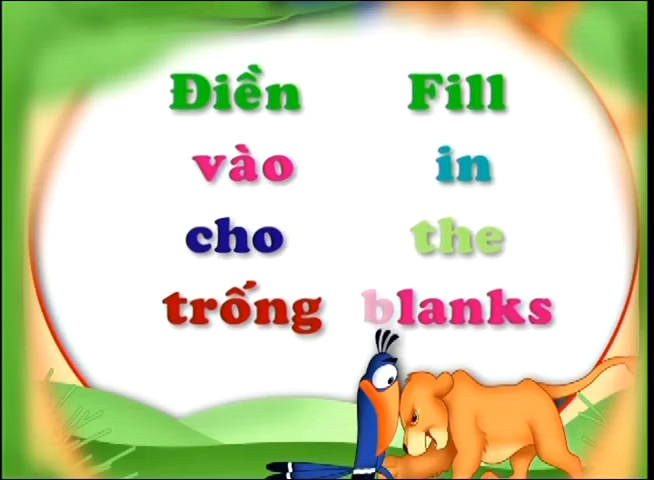 Điền Fill
vào in
cho the
trống blanks